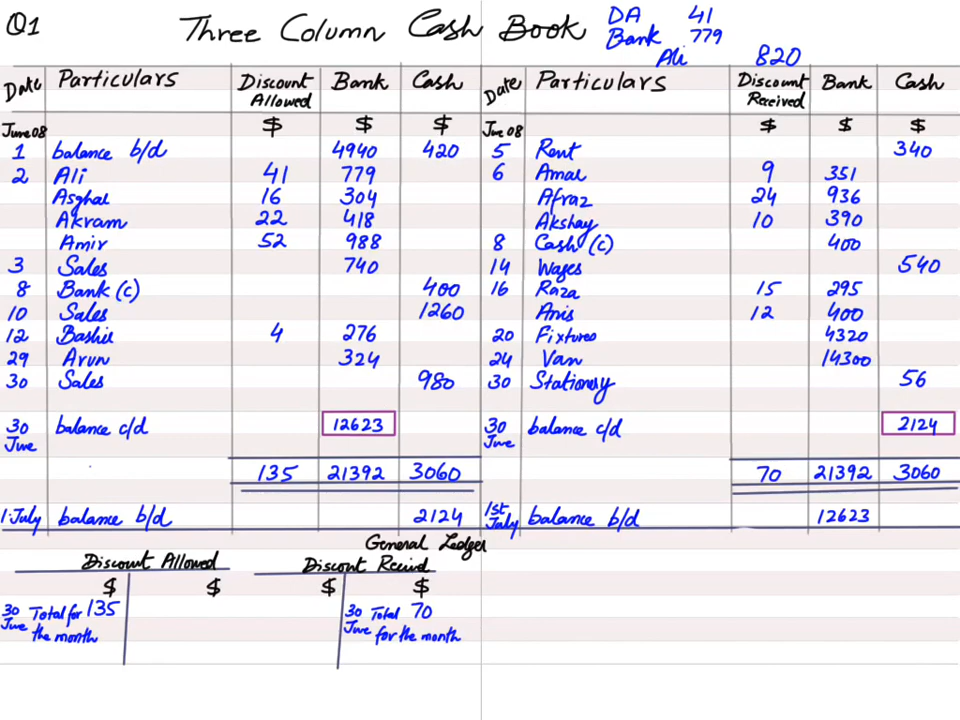 Q1 Three Column Cash Book
DA 41
Bank 779
Ali 820
Date Particulars Discount Allowed Bank Cash Date Particulars Discount Received Bank Cash
June 08 $ $ $ June 08 $ $ $
1 balance b/d 4940 420 5 Rent 340
2 Ali 41 779 6 Amal 9 351
Asghal 16 304 Afraz 24 936
Akram 22 418 Akshay 10 390
Amir 52 988 8 Cash (c) 400
3 Sales 740 14 Wages 540
8 Bank (c) 400 16 Raza 15 295
10 Sales 1260 Anis 12 400
12 Bashir 4 276 20 Fixtures 4320
29 Arun 324 24 Van 14300
30 Sales 980 30 Stationery 56
30 June balance c/d 12623 30 June balance c/d 2124
135 21392 3060 70 21392 3060
1 July balance b/d 2124 1st July balance b/d 12623
General Ledger
Discount Allowed Discount Received
$ $ $ $
30 June Total for the month 135 30 June Total for the month 70